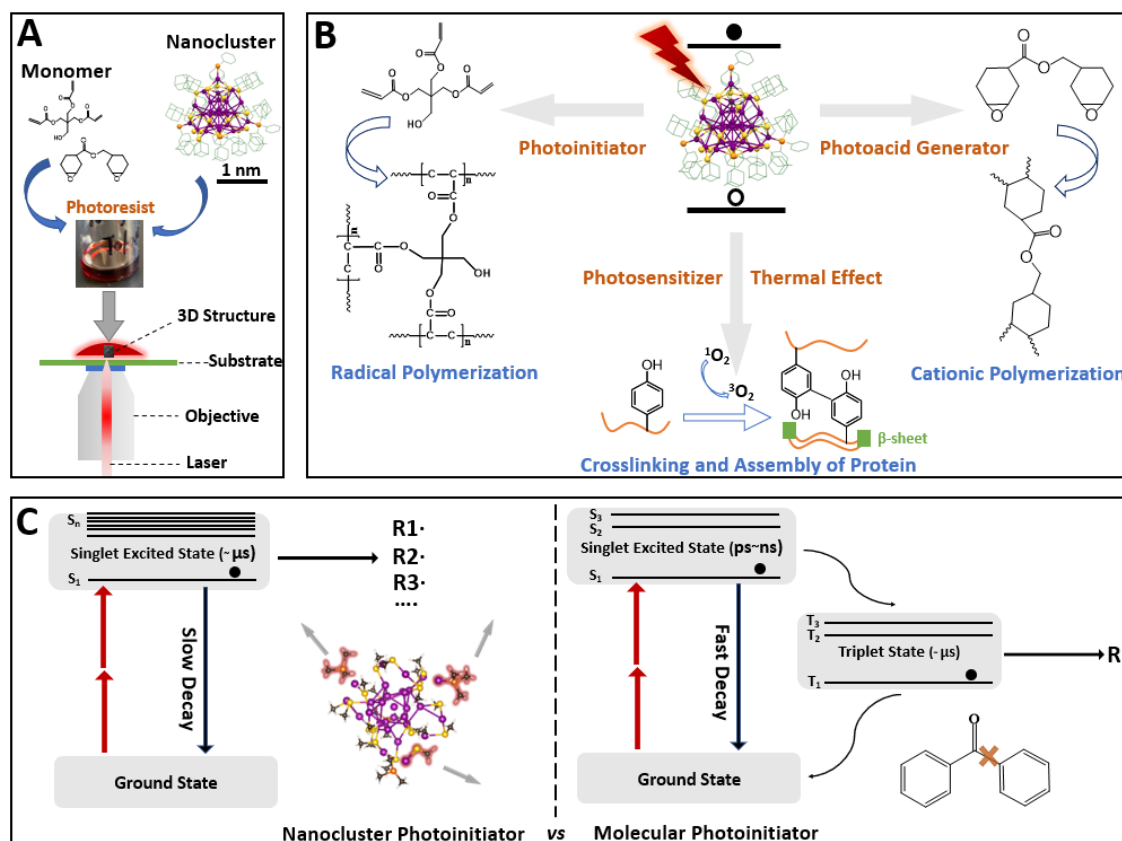 A
Nanocluster
Monomer
O
O
O
O
O
O
HO
O
O
O
O
1 nm
Photoresist
3D Structure
Substrate
Objective
Laser
B
O
O
O
O
O
O
HO
Photoinitiator
Photoacid Generator
O
O
O
O
C
C
n
C
O
O
n
C
C
C
O
O
OH
O
O
O
C
C
C
n
Radical Polymerization
Photosensitizer
Thermal Effect
O
O
Cationic Polymerization
OH
¹O₂
³O₂
OH
OH
β-sheet
Crosslinking and Assembly of Protein
C
Sn
Singlet Excited State (~μs)
S₁
R1·
R2·
R3·
....
Slow Decay
Ground State
Nanocluster Photoinitiator
vs
S₃
S₂
Singlet Excited State (ps~ns)
S₁
Fast Decay
T₃
T₂
Triplet State (~μs)
T₁
R
Ground State
O
Molecular Photoinitiator